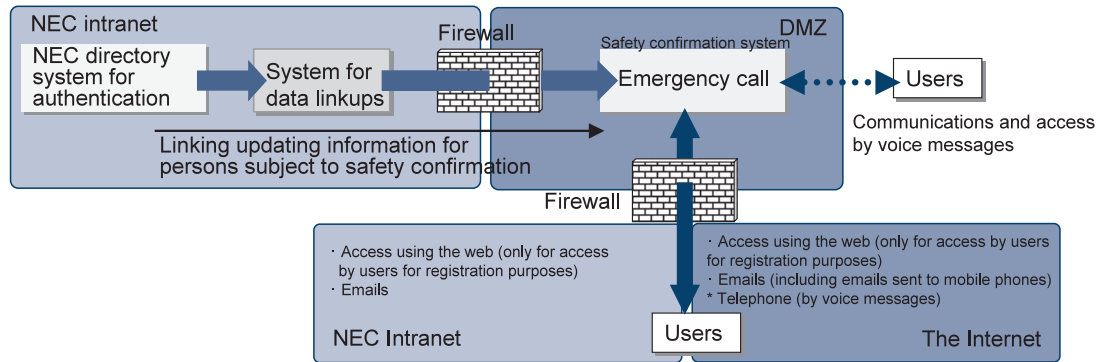 NEC intranet
NEC directory
system for
authentication
System for
data linkups
Firewall
DMZ
Safety confirmation system
Emergency call
Users
Communications and access
by voice messages
Linking updating information for
persons subject to safety confirmation
Firewall
· Access using the web (only for access
by users for registration purposes)
· Emails
NEC Intranet
· Access using the web (only for access by users
for registration purposes)
· Emails (including emails sent to mobile phones)
* Telephone (by voice messages)
Users
The Internet